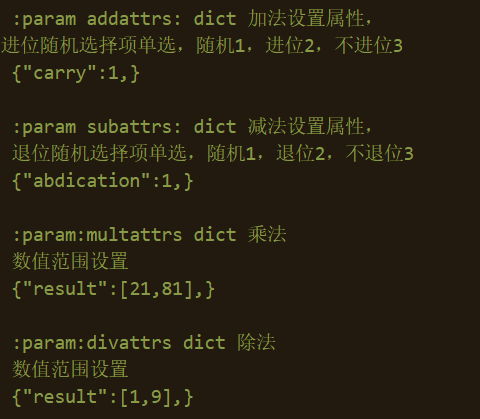 :param addattrs: dict 加法设置属性，
进位随机选择项单选，随机1，进位2，不进位3
{"carry":1,}
:param subattrs: dict 减法设置属性，
退位随机选择项单选，随机1，退位2，不退位3
{"abdication":1,}
:param:multattrs dict 乘法
数值范围设置
{"result":[21,81],}
:param:divattrs dict 除法
数值范围设置
{"result":[1,9],}